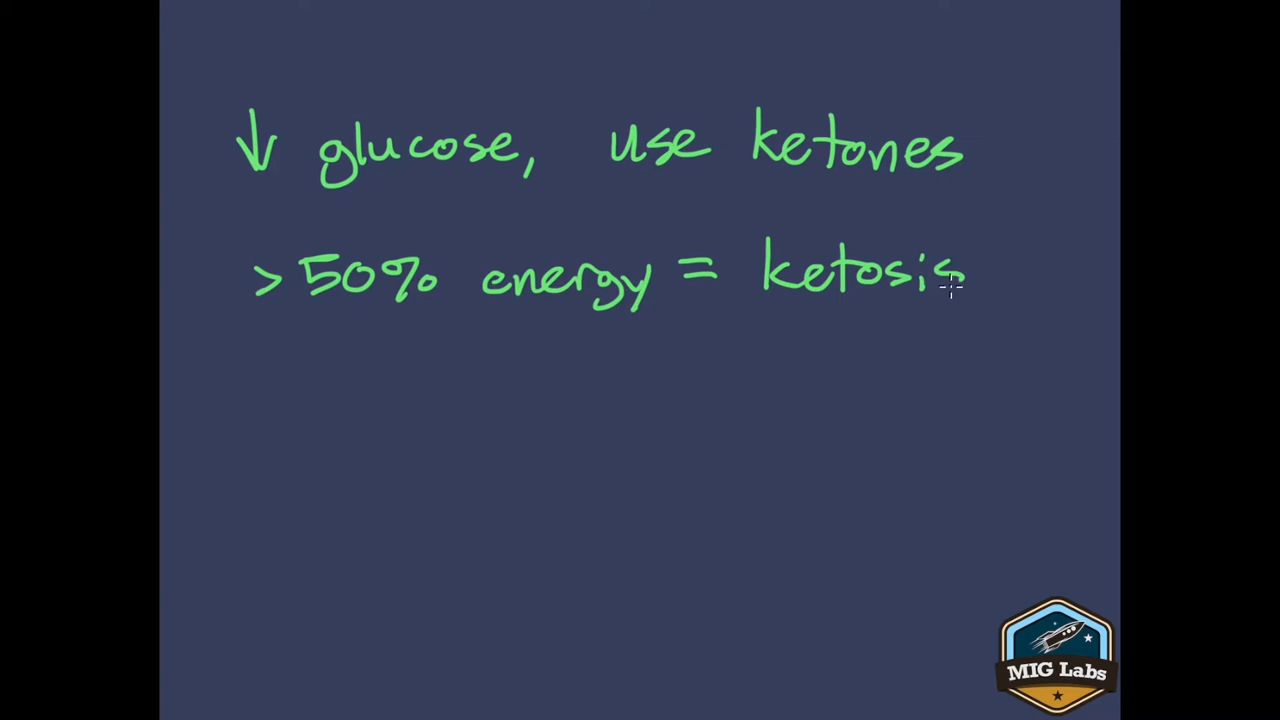 ↓ glucose, use ketones
>50% energy = ketosis
MIG Labs